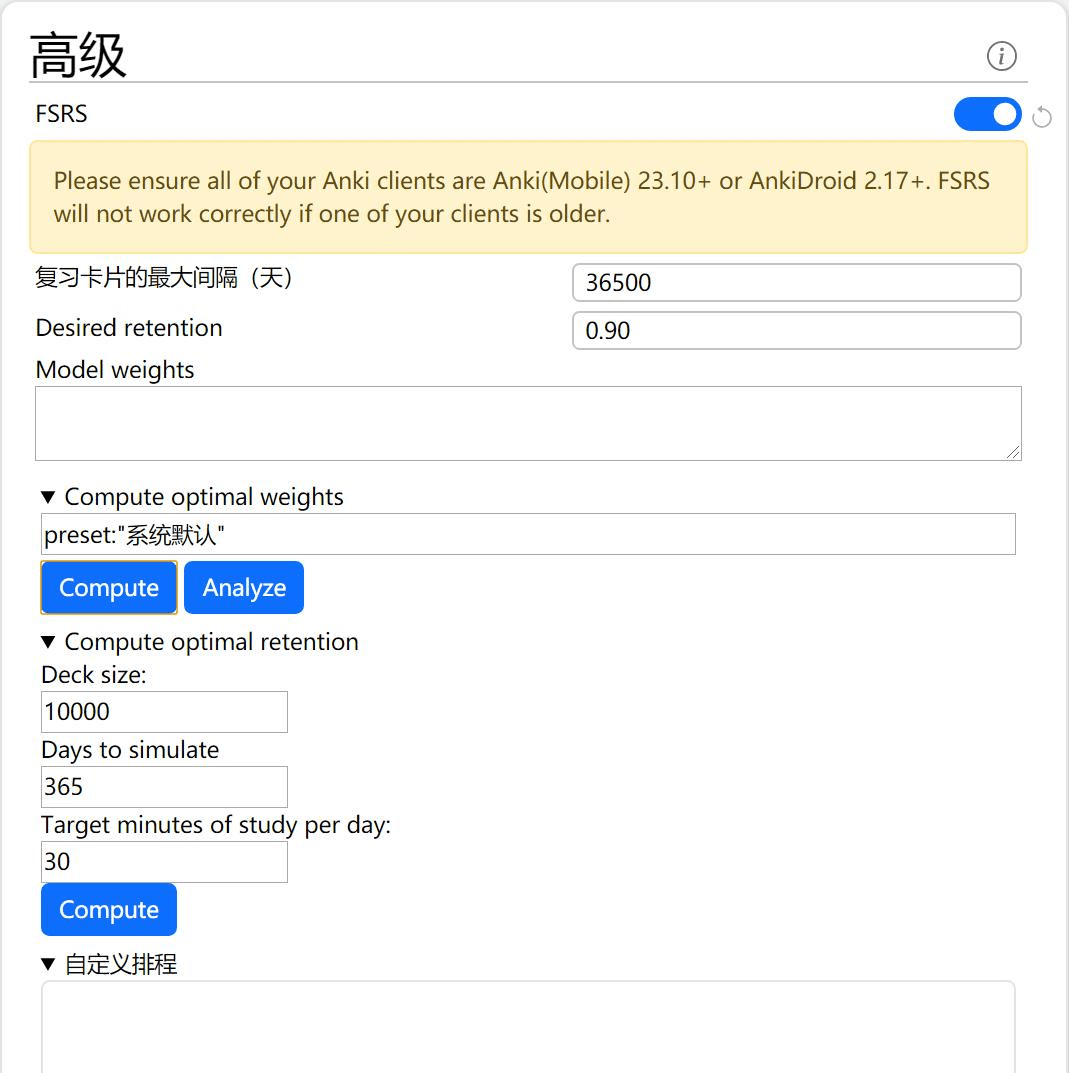 高级
FSRS
Please ensure all of your Anki clients are Anki(Mobile) 23.10+ or AnkiDroid 2.17+. FSRS
will not work correctly if one of your clients is older.
复习卡片的最大间隔（天）
36500
Desired retention
0.90
Model weights
Compute optimal weights
preset:"系统默认"
Compute Analyze
Compute optimal retention
Deck size:
10000
Days to simulate
365
Target minutes of study per day:
30
Compute
自定义排程